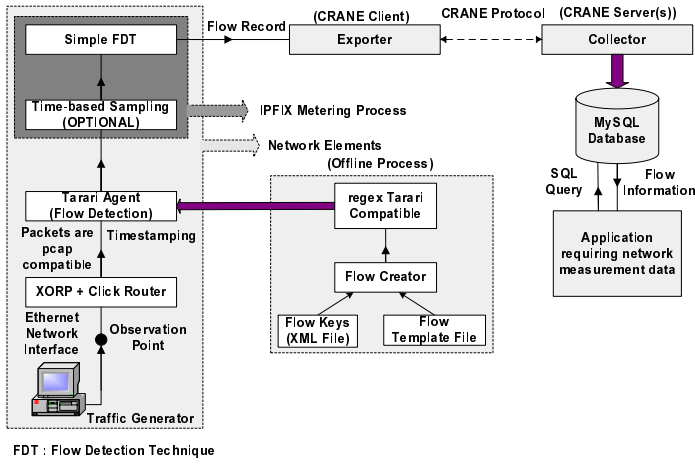 (CRANE Client)
CRANE Protocol
(CRANE Server(s))
Simple FDT
Flow Record
Exporter
Collector
Time-based Sampling
(OPTIONAL)
IPFIX Metering Process
Network Elements
MySQL
Database
(Offline Process)
SQL
Query
Flow
Information
Tarari Agent
(Flow Detection)
regex Tarari
Compatible
Packets are
pcap
compatible
Timestamping
Application
requiring network
measurement data
Flow Creator
XORP + Click Router
Ethernet
Network
Interface
Observation
Point
Flow Keys
(XML File)
Flow
Template File
Traffic Generator
FDT : Flow Detection Technique